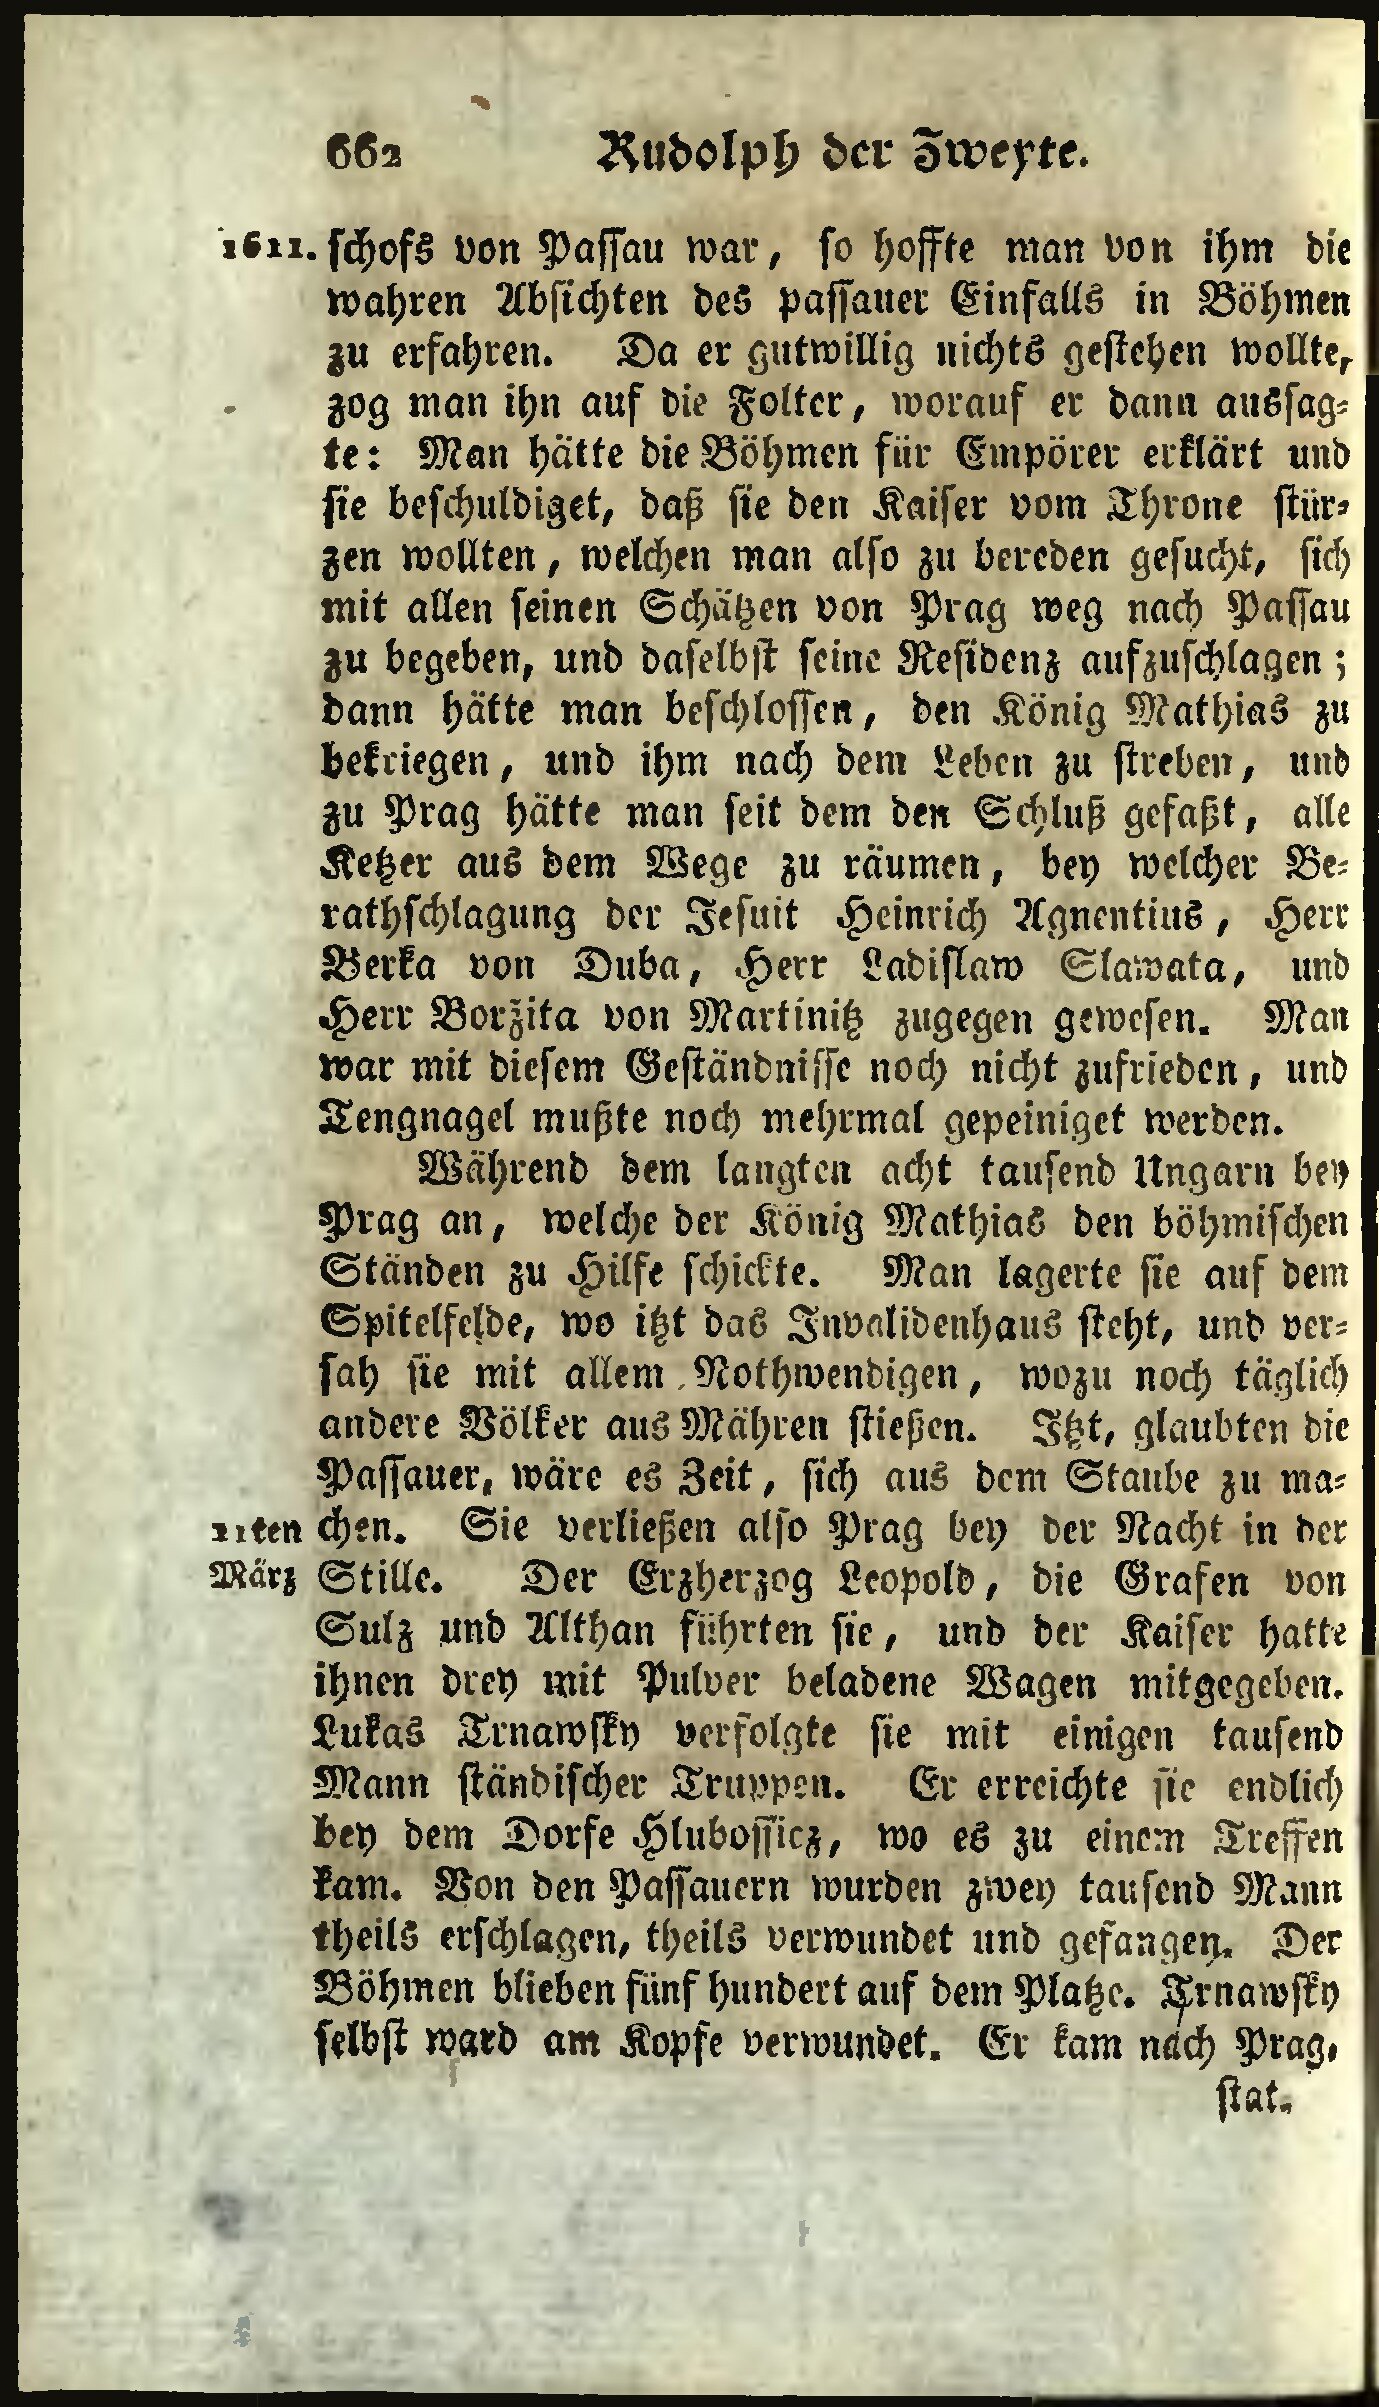 662 Rudolph der Zweyte.
1611. schofs von Passau war, so hoffte man von ihm die
wahren Absichten des passauer Einfalls in Böhmen
zu erfahren. Da er gutwillig nichts gestehen wollte,
zog man ihn auf die Folter, worauf er dann aussag-
te: Man hätte die Böhmen für Empörer erklärt und
sie beschuldiget, daß sie den Kaiser vom Throne stür-
zen wollten, welchen man also zu bereden gesucht, sich
mit allen seinen Schätzen von Prag weg nach Passau
zu begeben, und daselbst seine Residenz aufzuschlagen;
dann hätte man beschlossen, den König Mathias zu
bekriegen, und ihm nach dem Leben zu streben, und
zu Prag hätte man seit dem den Schluß gefaßt, alle
Ketzer aus dem Wege zu räumen, bey welcher Be-
rathschlagung der Jesuit Heinrich Agnentius, Herr
Berka von Duba, Herr Ladislaw Slawata, und
Herr Boržita von Martinitz zugegen gewesen. Man
war mit diesem Geständnisse noch nicht zufrieden, und
Tengnagel mußte noch mehrmal gepeiniget werden.
Während dem langten acht tausend Ungarn bey
Prag an, welche der König Mathias den böhmischen
Ständen zu Hilfe schickte. Man lagerte sie auf dem
Spitelfelde, wo itzt das Invalidenhaus steht, und ver-
sah sie mit allem Nothwendigen, wozu noch täglich
andere Völker aus Mähren stießen. Itzt, glaubten die
Passauer, wäre es Zeit, sich aus dem Staube zu ma-
11ten chen. Sie verließen also Prag bey der Nacht in der
März Stille. Der Erzherzog Leopold, die Grafen von
Sulz und Althan führten sie, und der Kaiser hatte
ihnen drey mit Pulver beladene Wagen mitgegeben.
Lukas Trnawsky verfolgte sie mit einigen tausend
Mann ständischer Truppen. Er erreichte sie endlich
bey dem Dorfe Hlubossicz, wo es zu einem Treffen
kam. Von den Passauern wurden zwey tausend Mann
theils erschlagen, theils verwundet und gefangen. Der
Böhmen blieben fünf hundert auf dem Platze. Trnawsky
selbst ward am Kopfe verwundet. Er kam nach Prag,
stat-